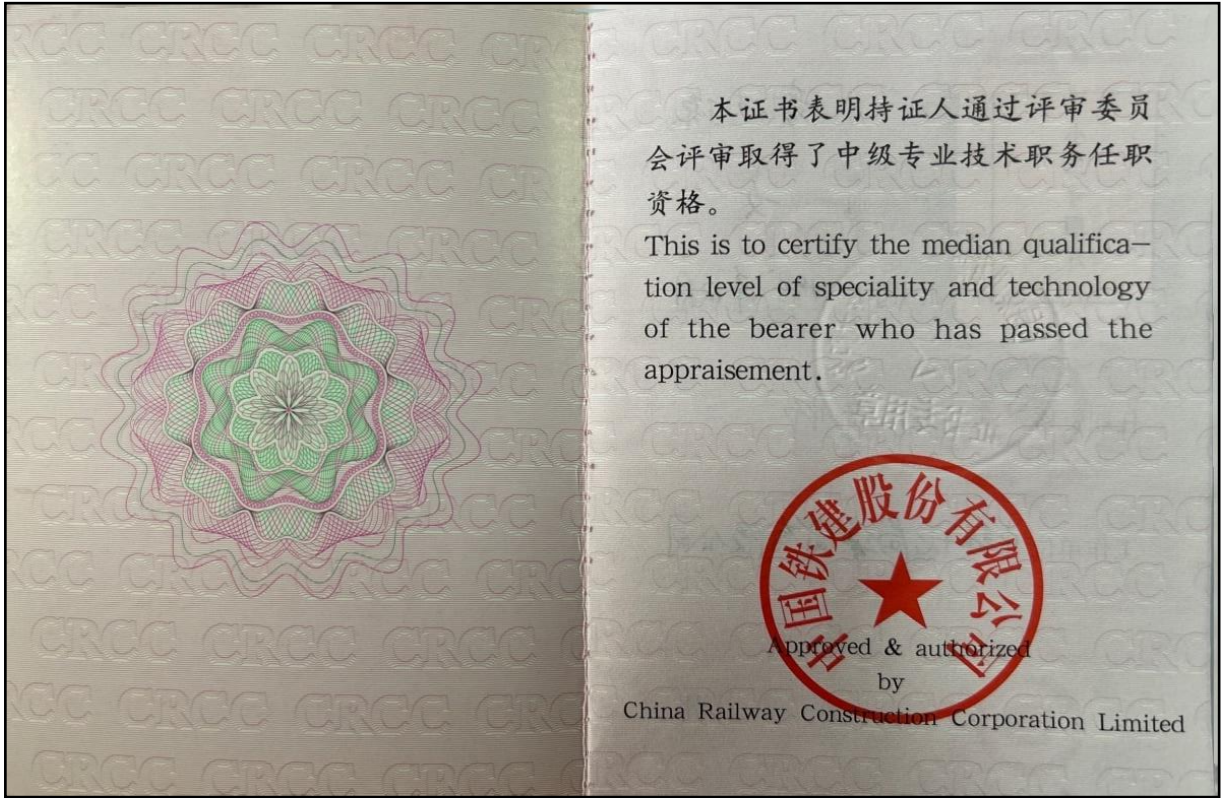 本证书表明持证人通过评审委员
会评审取得了中级专业技术职务任职
资格。
This is to certify the median qualifica—
tion level of speciality and technology
of the bearer who has passed the
appraisement.
中国铁建股份有限公司
Approved & authorized
by
China Railway Construction Corporation Limited
CRCC